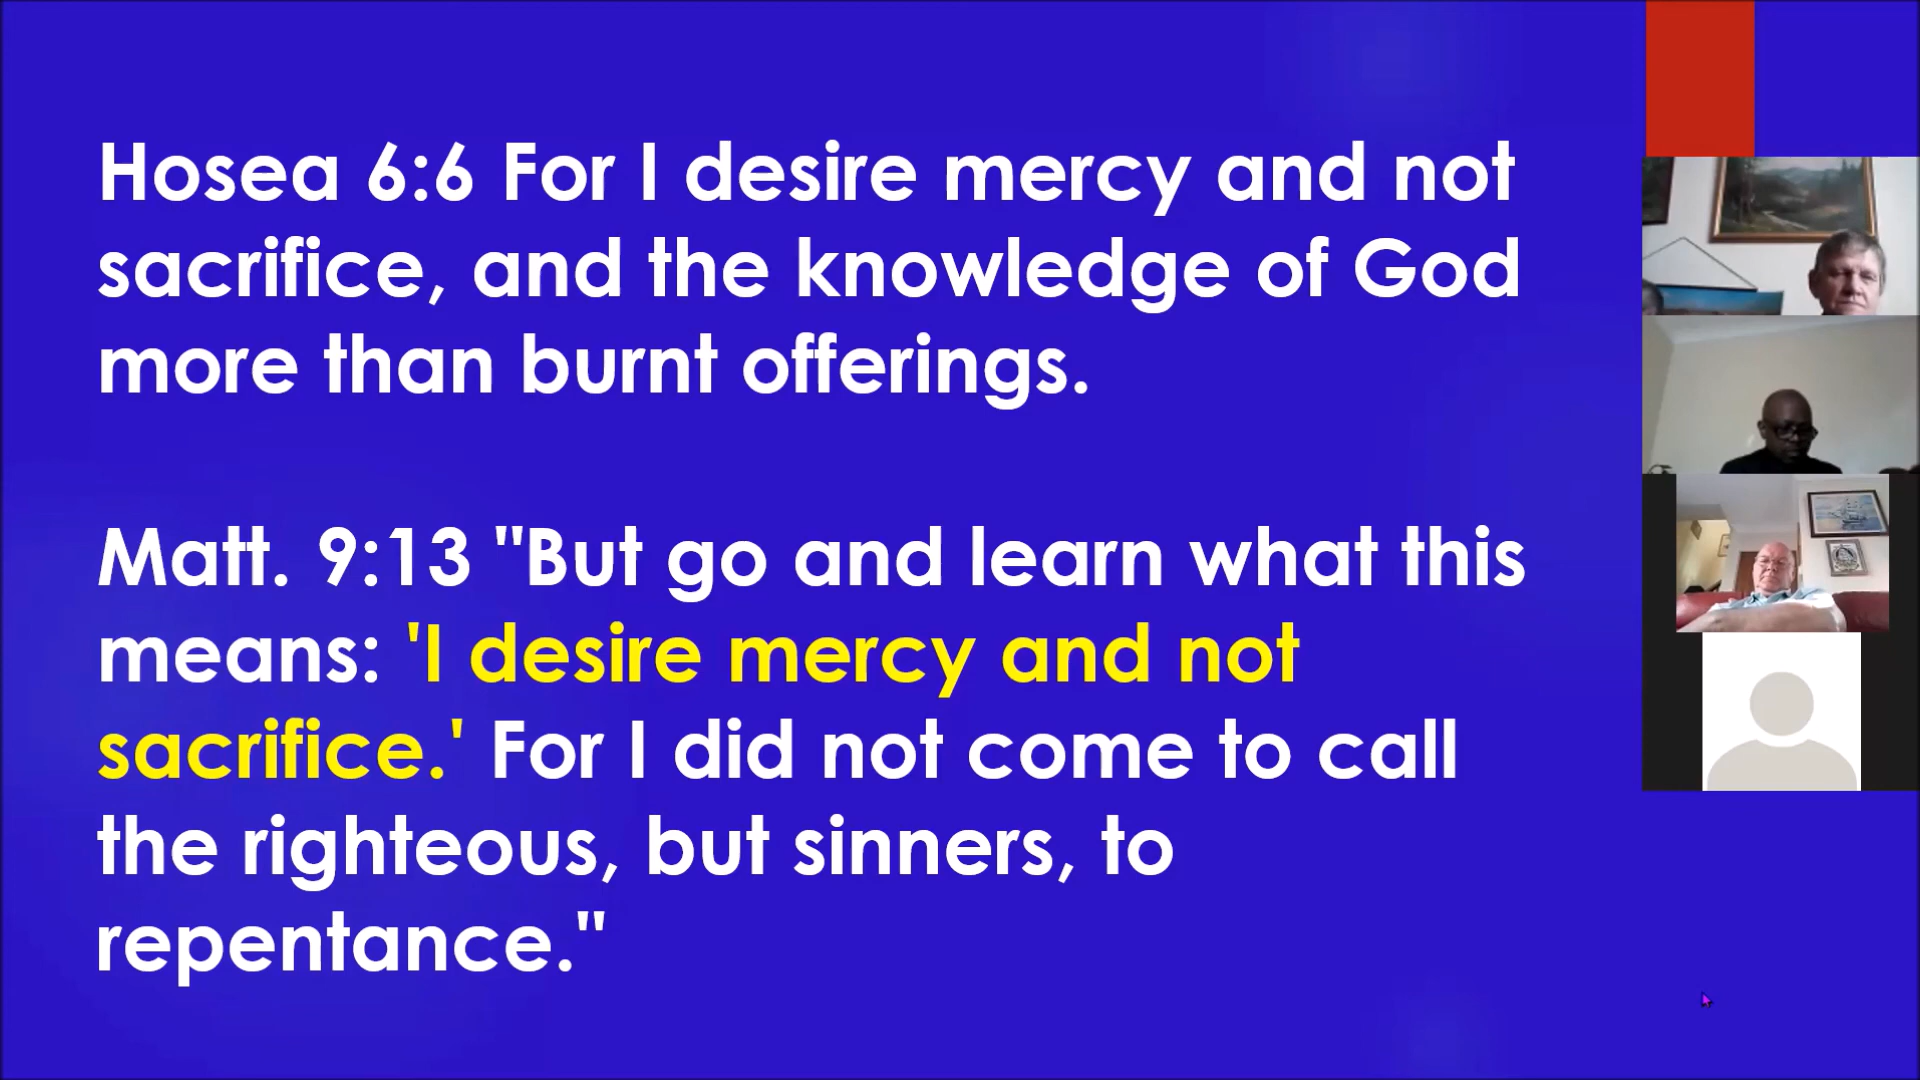 Hosea 6:6 For I desire mercy and not
sacrifice, and the knowledge of God
more than burnt offerings.
Matt. 9:13 "But go and learn what this
means: 'I desire mercy and not
sacrifice.' For I did not come to call
the righteous, but sinners, to
repentance."